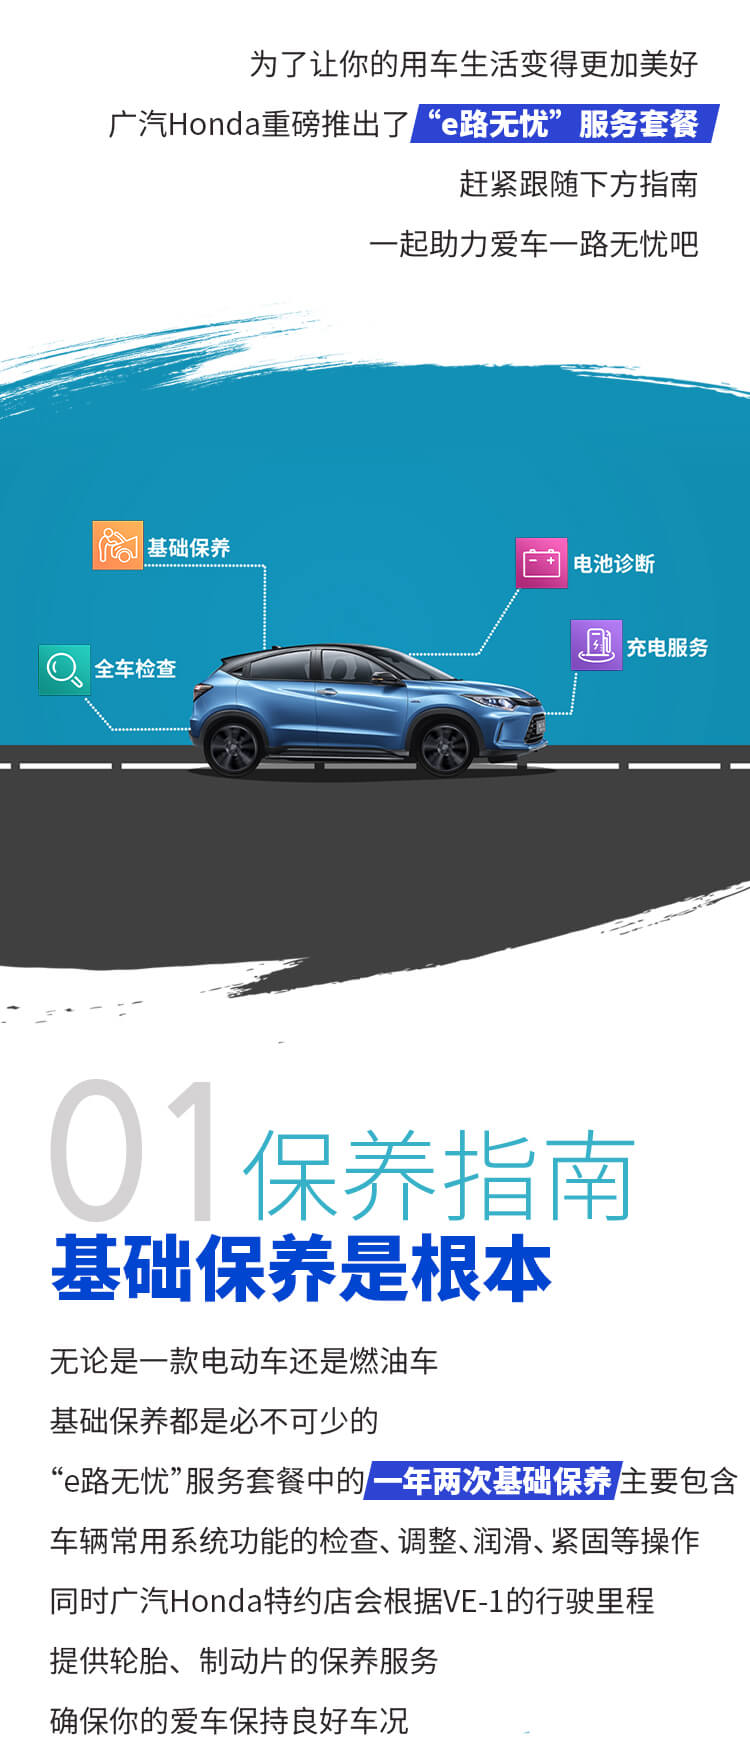 为了让你的用车生活变得更加美好
广汽Honda重磅推出了“e路无忧”服务套餐
赶紧跟随下方指南
一起助力爱车一路无忧吧
基础保养
电池诊断
充电服务
全车检查
01保养指南
基础保养是根本
无论是一款电动车还是燃油车
基础保养都是必不可少的
“e路无忧”服务套餐中的一年两次基础保养主要包含
车辆常用系统功能的检查、调整、润滑、紧固等操作
同时广汽Honda特约店会根据VE-1的行驶里程
提供轮胎、制动片的保养服务
确保你的爱车保持良好车况